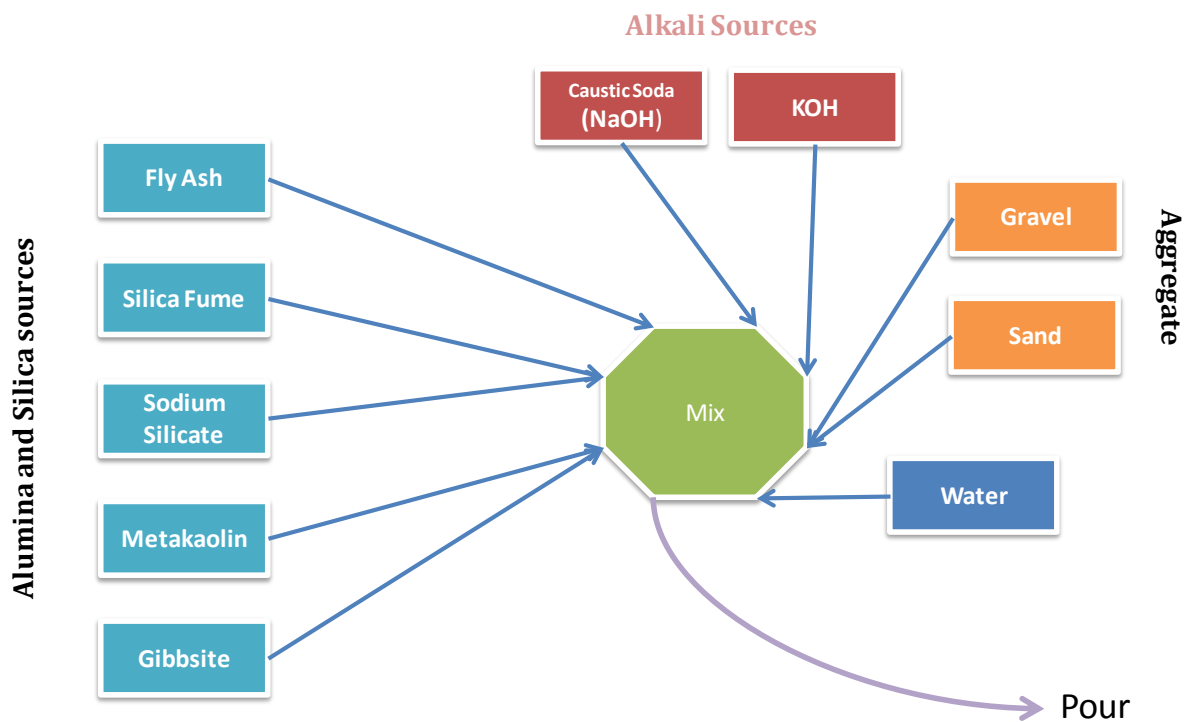 Alkali Sources
Caustic Soda
(NaOH)
KOH
Alumina and Silica sources
Fly Ash
Silica Fume
Sodium
Silicate
Metakaolin
Gibbsite
Mix
Gravel
Sand
Aggregate
Water
Pour